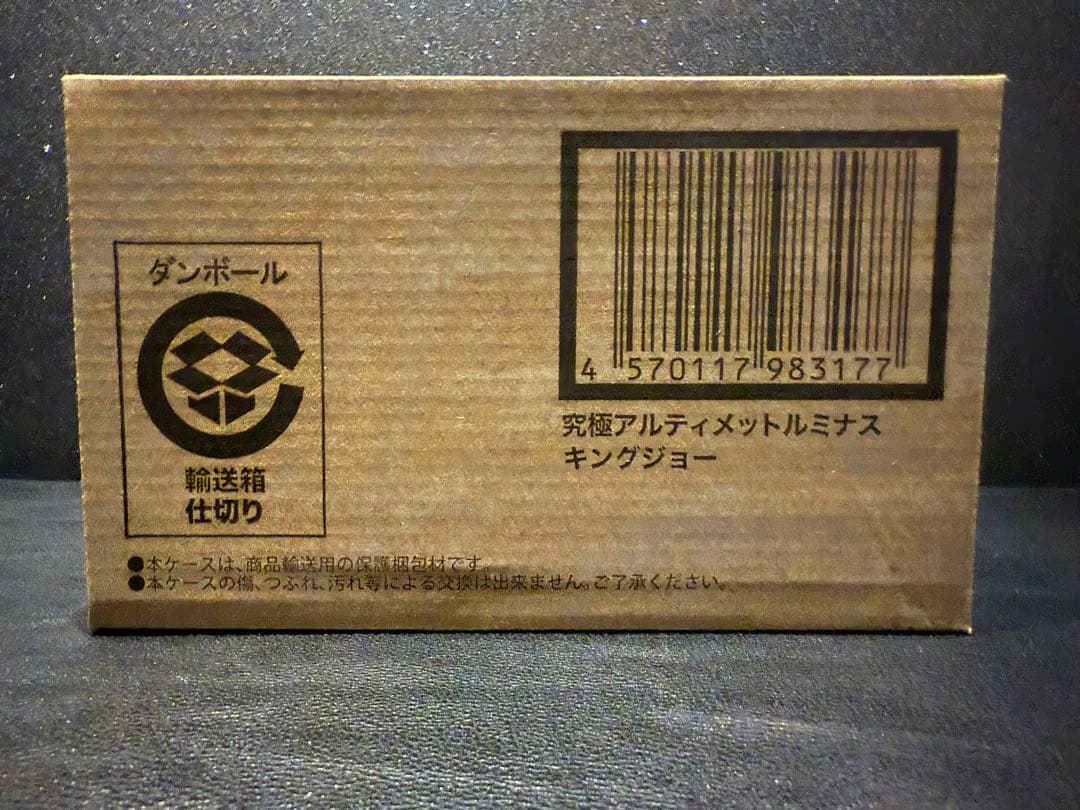 ダンボール
輸送箱
仕切り
4 570117 983177
究極アルティメットルミナス
キングジョー
●本ケースは、商品輸送用の保護梱包材です。
●本ケースの傷、つぶれ、汚れ等による交換は出来ません。ご了承ください。